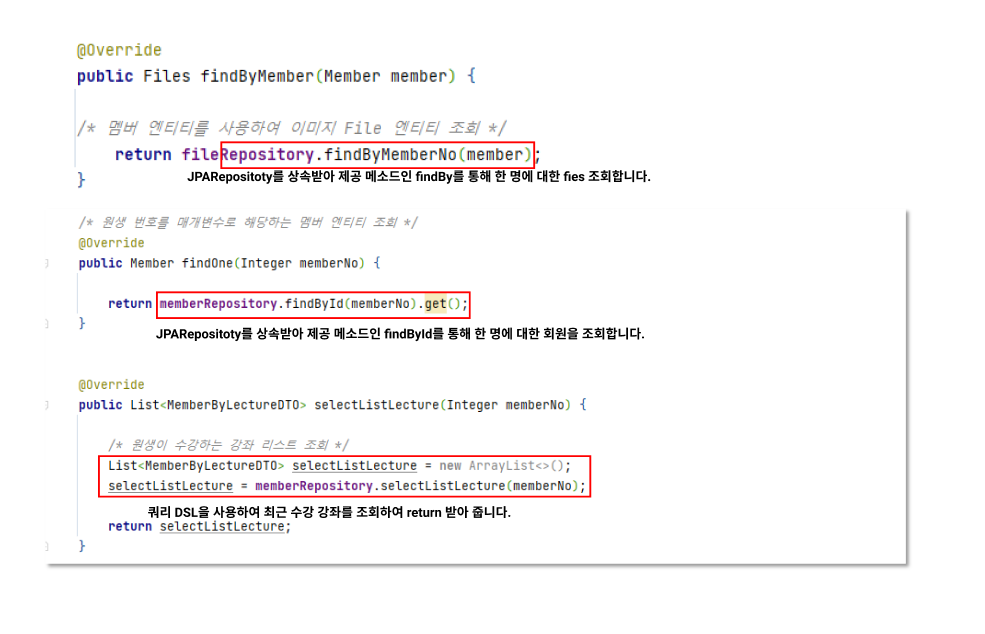 @Override
public Files findByMember(Member member) {
/* 멤버 엔티티를 사용하여 이미지 File 엔티티 조회 */
return fileRepository.findByMemberNo(member);
}
JPARepositoty를 상속받아 제공 메소드인 findBy를 통해 한 명에 대한 fies 조회합니다.
/* 원생 번호를 매개변수로 해당하는 멤버 엔티티 조회 */
@Override
public Member findOne(Integer memberNo) {
return memberRepository.findById(memberNo).get();
}
JPARepositoty를 상속받아 제공 메소드인 findById를 통해 한 명에 대한 회원을 조회합니다.
@Override
public List<MemberByLectureDTO> selectListLecture(Integer memberNo) {
/* 원생이 수강하는 강좌 리스트 조회 */
List<MemberByLectureDTO> selectListLecture = new ArrayList<>();
selectListLecture = memberRepository.selectListLecture(memberNo);
쿼리 DSL을 사용하여 최근 수강 강좌를 조회하여 return 받아 줍니다.
return selectListLecture;
}